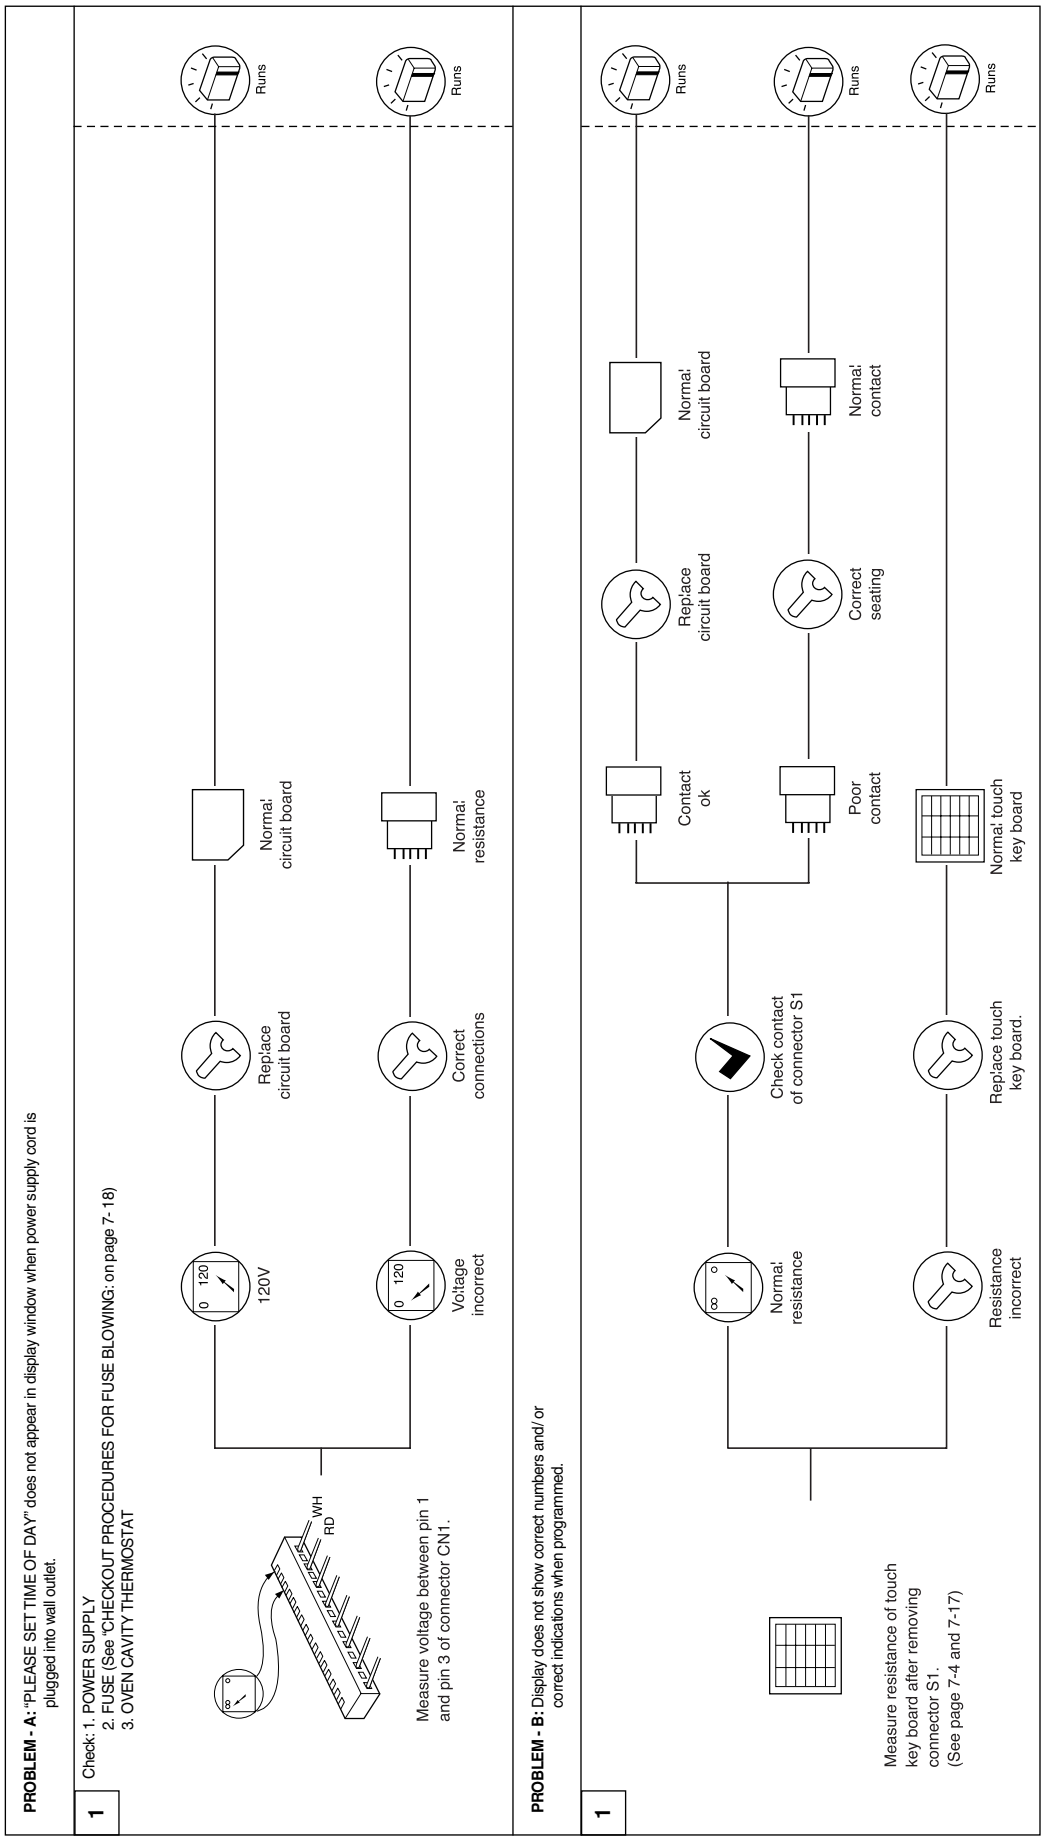 PROBLEM - A: "PLEASE SET TIME OF DAY" does not appear in display window when power supply cord is
plugged into wall outlet.
1
Check: 1. POWER SUPPLY
2. FUSE (See "CHECKOUT PROCEDURES FOR FUSE BLOWING: on page 7-18)
3. OVEN CAVITY THERMOSTAT
∞ 0
WH
RD
Measure voltage between pin 1
and pin 3 of connector CN1.
0 120
120V
Replace
circuit board
Normal
circuit board
Runs
0 120
Voltage
incorrect
Correct
connections
Normal
resistance
Runs
PROBLEM - B: Display does not show correct numbers and/ or
correct indications when programmed.
1
Measure resistance of touch
key board after removing
connector S1.
(See page 7-4 and 7-17)
∞ 0
Normal
resistance
Check contact
of connector S1
Contact
ok
Replace
circuit board
Normal
circuit board
Runs
Poor
contact
Correct
seating
Normal
contact
Runs
Resistance
incorrect
Replace touch
key board.
Normal touch
key board
Runs